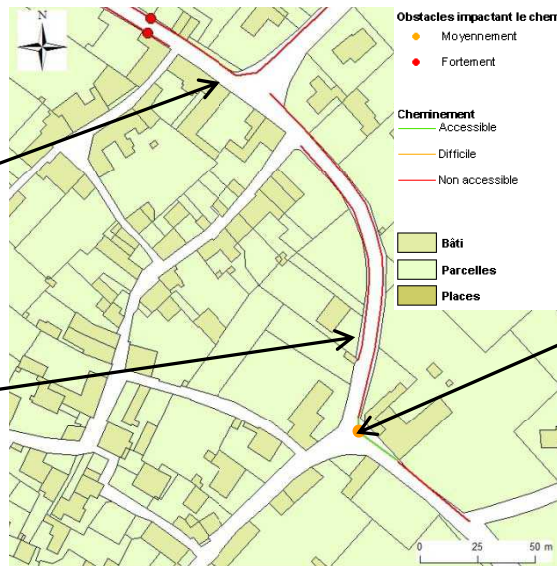 N
Obstacles impactant le chem
Moyennement
Fortement
Cheminement
Accessible
Difficile
Non accessible
Bâti
Parcelles
Places
0 25 50 m